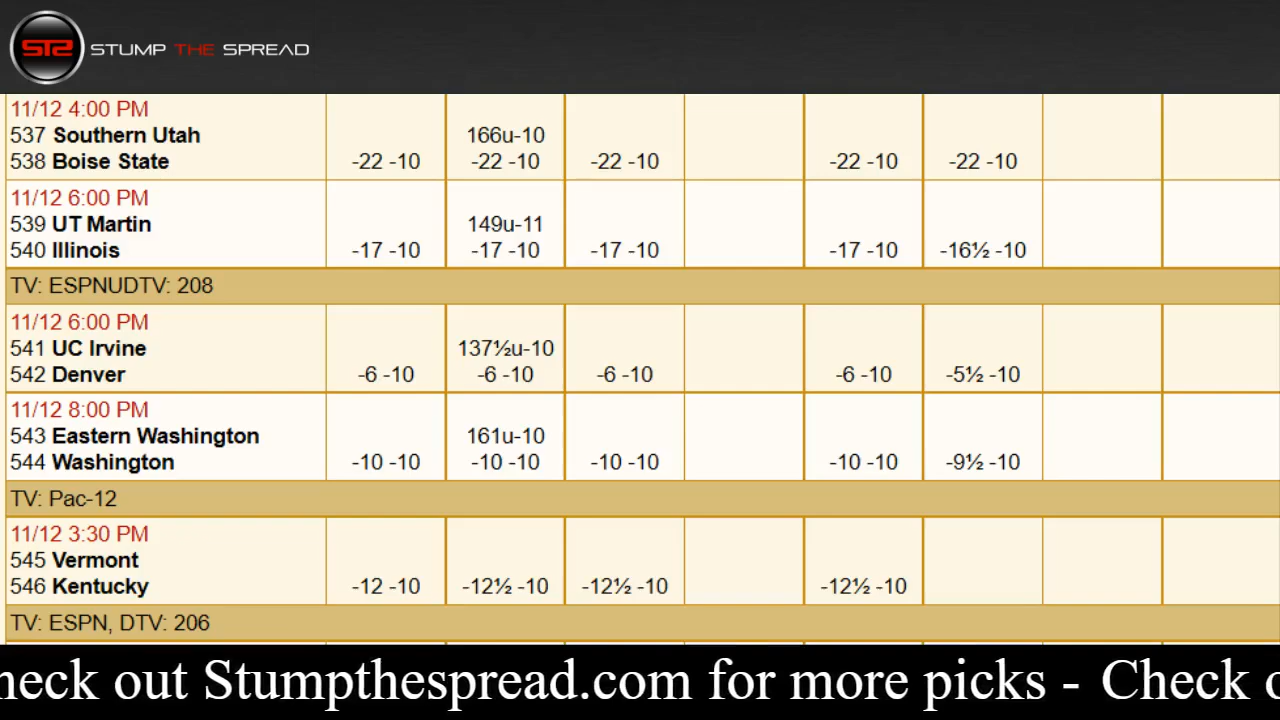 STS STUMP THE SPREAD
11/12 4:00 PM
537 Southern Utah 166u-10
538 Boise State -22 -10 -22 -10 -22 -10 -22 -10 -22 -10
11/12 6:00 PM
539 UT Martin 149u-11
540 Illinois -17 -10 -17 -10 -17 -10 -17 -10 -16½ -10
TV: ESPNUDTV: 208
11/12 6:00 PM
541 UC Irvine 137½u-10
542 Denver -6 -10 -6 -10 -6 -10 -6 -10 -5½ -10
11/12 8:00 PM
543 Eastern Washington 161u-10
544 Washington -10 -10 -10 -10 -10 -10 -10 -10 -9½ -10
TV: Pac-12
11/12 3:30 PM
545 Vermont
546 Kentucky -12 -10 -12½ -10 -12½ -10 -12½ -10
TV: ESPN, DTV: 206
heck out Stumpthespread.com for more picks - Check o